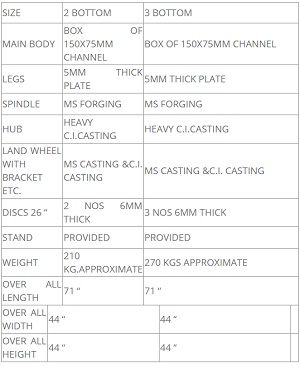 SIZE 2 BOTTOM 3 BOTTOM
MAIN BODY BOX OF 150X75MM CHANNEL BOX OF 150X75MM CHANNEL
LEGS 5MM THICK PLATE 5MM THICK PLATE
SPINDLE MS FORGING MS FORGING
HUB HEAVY C.I.CASTING HEAVY C.I.CASTING
LAND WHEEL WITH BRACKET ETC. MS CASTING &C.I. CASTING MS CASTING &C.I. CASTING
DISCS 26 “ 2 NOS 6MM THICK 3 NOS 6MM THICK
STAND PROVIDED PROVIDED
WEIGHT 210 KG.APPROXIMATE 270 KGS APPROXIMATE
OVER ALL LENGTH 71 “ 71 “
OVER ALL WIDTH 44 “ 44 “
OVER ALL HEIGHT 44 “ 44 “